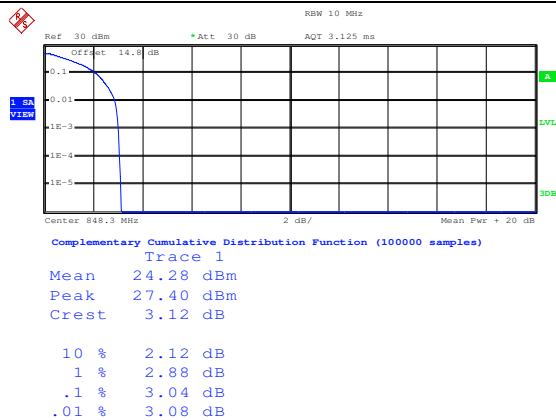 RBW 10 MHz
Ref 30 dBm *Att 30 dB AQT 3.125 ms
Offset 14.8 dB
0.1
A
0.01
1 SA
VIEW
1E-3
LVL
1E-4
1E-5
3DB
Center 848.3 MHz 2 dB/ Mean Pwr + 20 dB
Complementary Cumulative Distribution Function (100000 samples)
Trace 1
Mean 24.28 dBm
Peak 27.40 dBm
Crest 3.12 dB
10 % 2.12 dB
1 % 2.88 dB
.1 % 3.04 dB
.01 % 3.08 dB